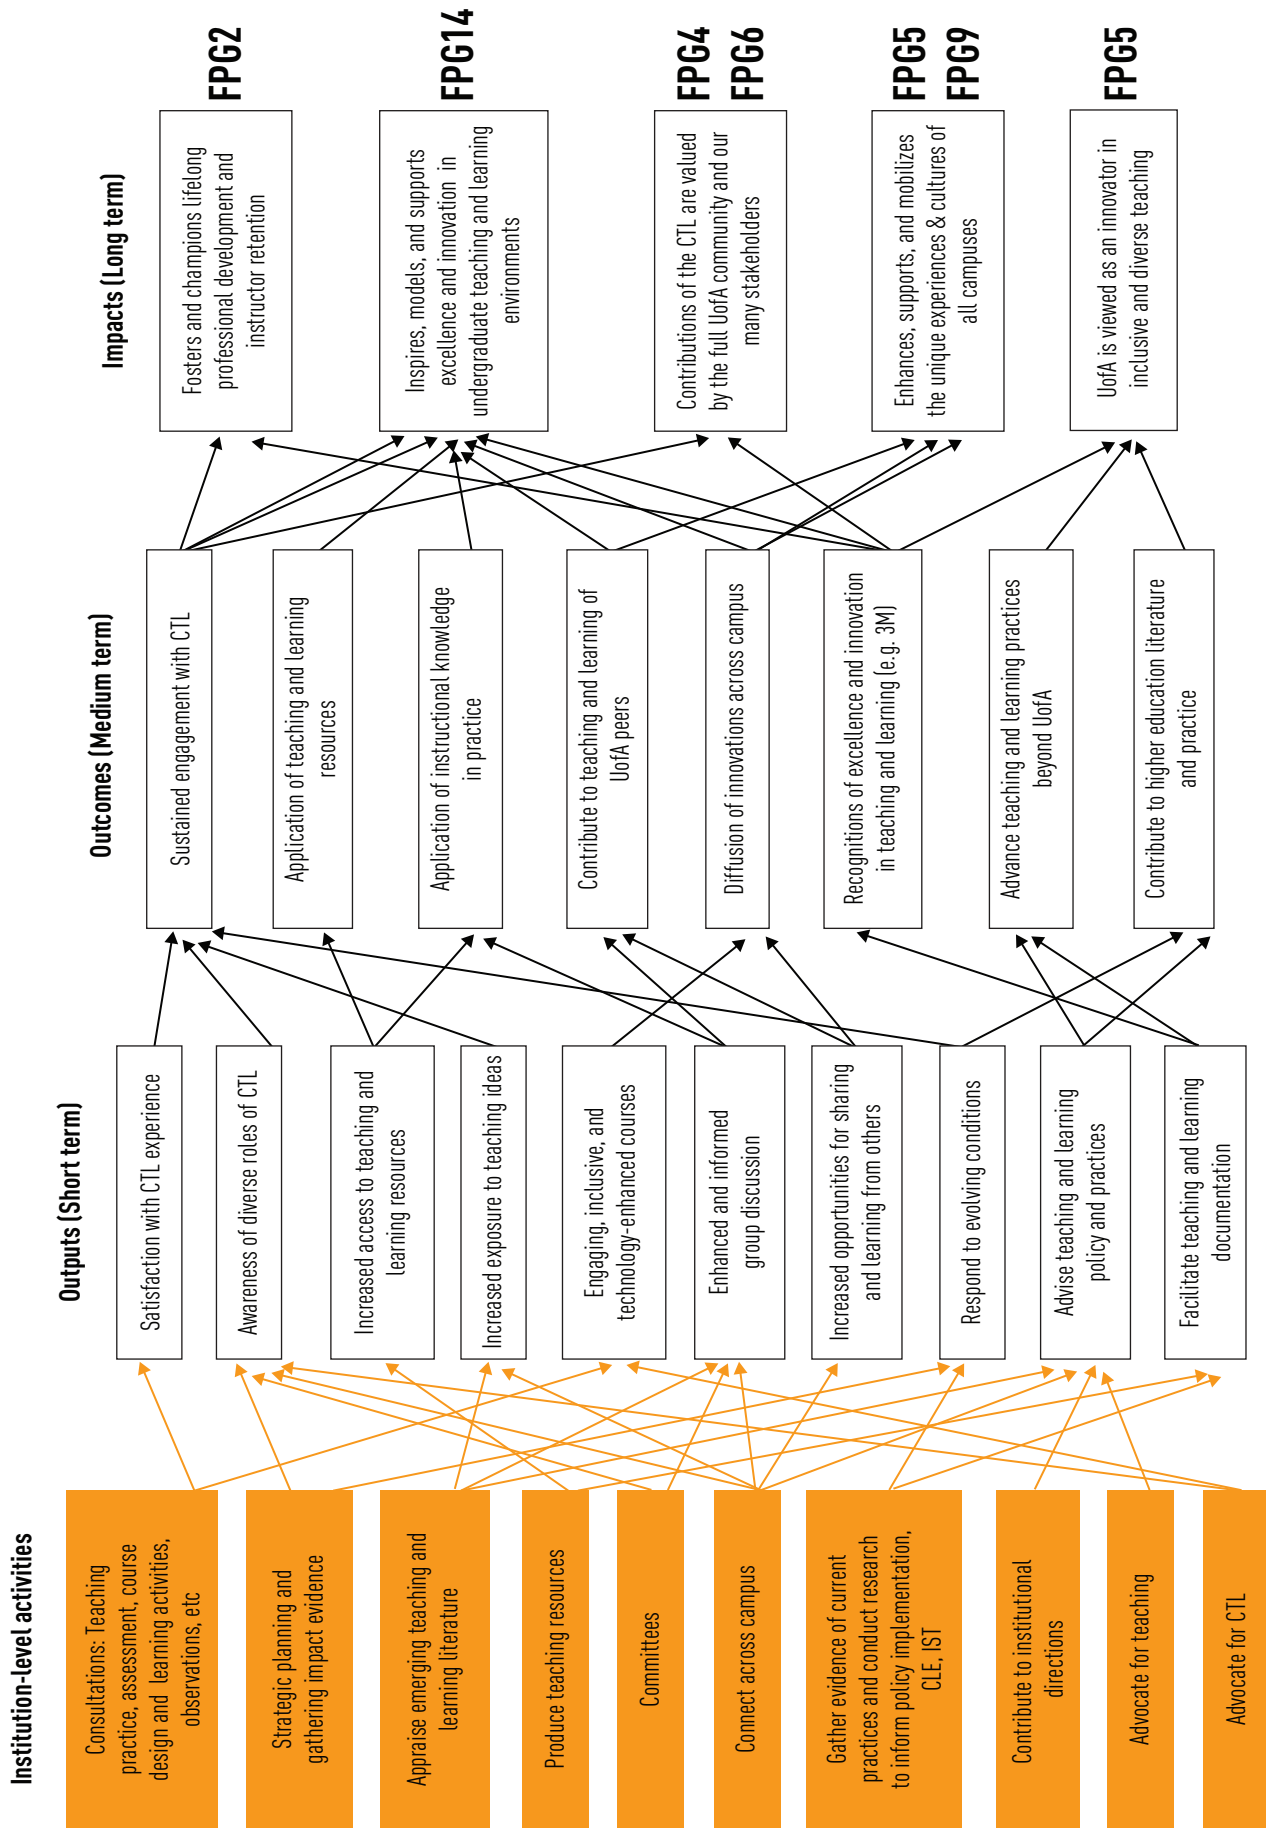 Institution-level activities
Consultations: Teaching
practice, assessment, course
design and learning activities,
observations, etc
Strategic planning and
gathering impact evidence
Appraise emerging teaching and
learning literature
Produce teaching resources
Committees
Connect across campus
Gather evidence of current
practices and conduct research
to inform policy implementation,
CLE, IST
Contribute to institutional
directions
Advocate for teaching
Advocate for CTL
Outputs (Short term)
Satisfaction with CTL experience
Awareness of diverse roles of CTL
Increased access to teaching and
learning resources
Increased exposure to teaching ideas
Engaging, inclusive, and
technology-enhanced courses
Enhanced and informed
group discussion
Increased opportunities for sharing
and learning from others
Respond to evolving conditions
Advise teaching and learning
policy and practices
Facilitate teaching and learning
documentation
Outcomes (Medium term)
Sustained engagement with CTL
Application of teaching and learning
resources
Application of instructional knowledge
in practice
Contribute to teaching and learning of
UofA peers
Diffusion of innovations across campus
Recognitions of excellence and innovation
in teaching and learning (e.g. 3M)
Advance teaching and learning practices
beyond UofA
Contribute to higher education literature
and practice
Impacts (Long term)
Fosters and champions lifelong
professional development and
instructor retention
FPG2
Inspires, models, and supports
excellence and innovation in
undergraduate teaching and learning
environments
FPG14
Contributions of the CTL are valued
by the full UofA community and our
many stakeholders
FPG4
FPG6
Enhances, supports, and mobilizes
the unique experiences & cultures of
all campuses
FPG5
FPG9
UofA is viewed as an innovator in
inclusive and diverse teaching
FPG5